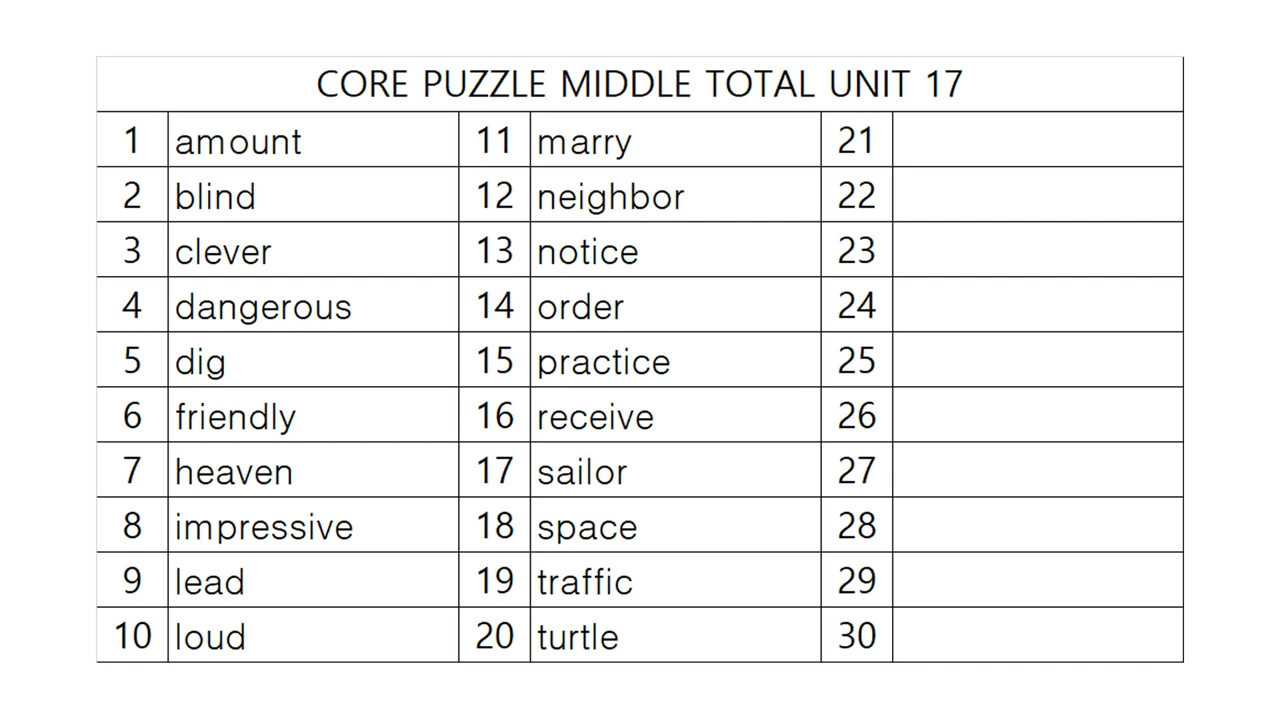 CORE PUZZLE MIDDLE TOTAL UNIT 17
1 amount 11 marry 21
2 blind 12 neighbor 22
3 clever 13 notice 23
4 dangerous 14 order 24
5 dig 15 practice 25
6 friendly 16 receive 26
7 heaven 17 sailor 27
8 impressive 18 space 28
9 lead 19 traffic 29
10 loud 20 turtle 30